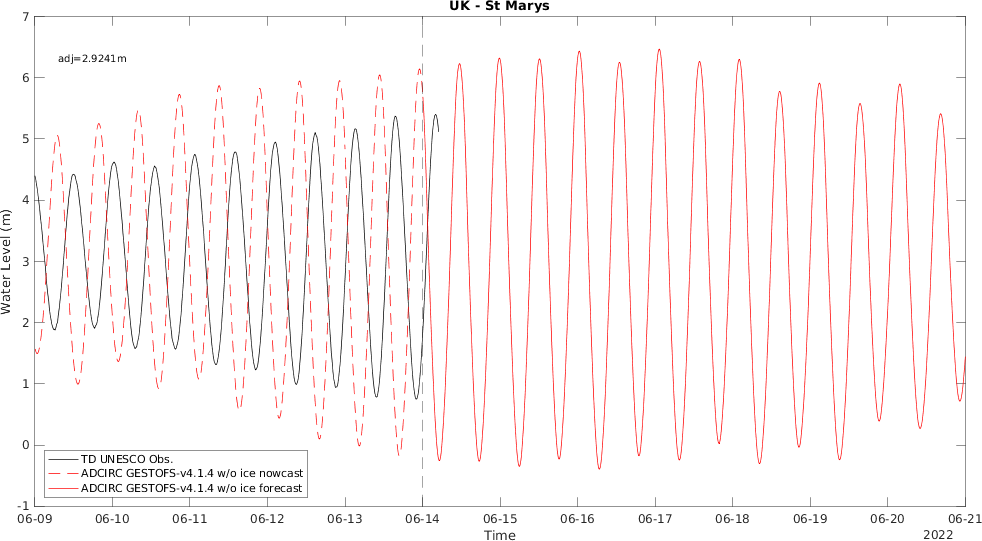 UK - St Marys
7
adj=2.9241m
6
5
4
3
2
1
0
-1
Water Level (m)
TD UNESCO Obs.
ADCIRC GESTOFS-v4.1.4 w/o ice nowcast
ADCIRC GESTOFS-v4.1.4 w/o ice forecast
06-09 06-10 06-11 06-12 06-13 06-14 06-15 06-16 06-17 06-18 06-19 06-20 06-21
Time
2022